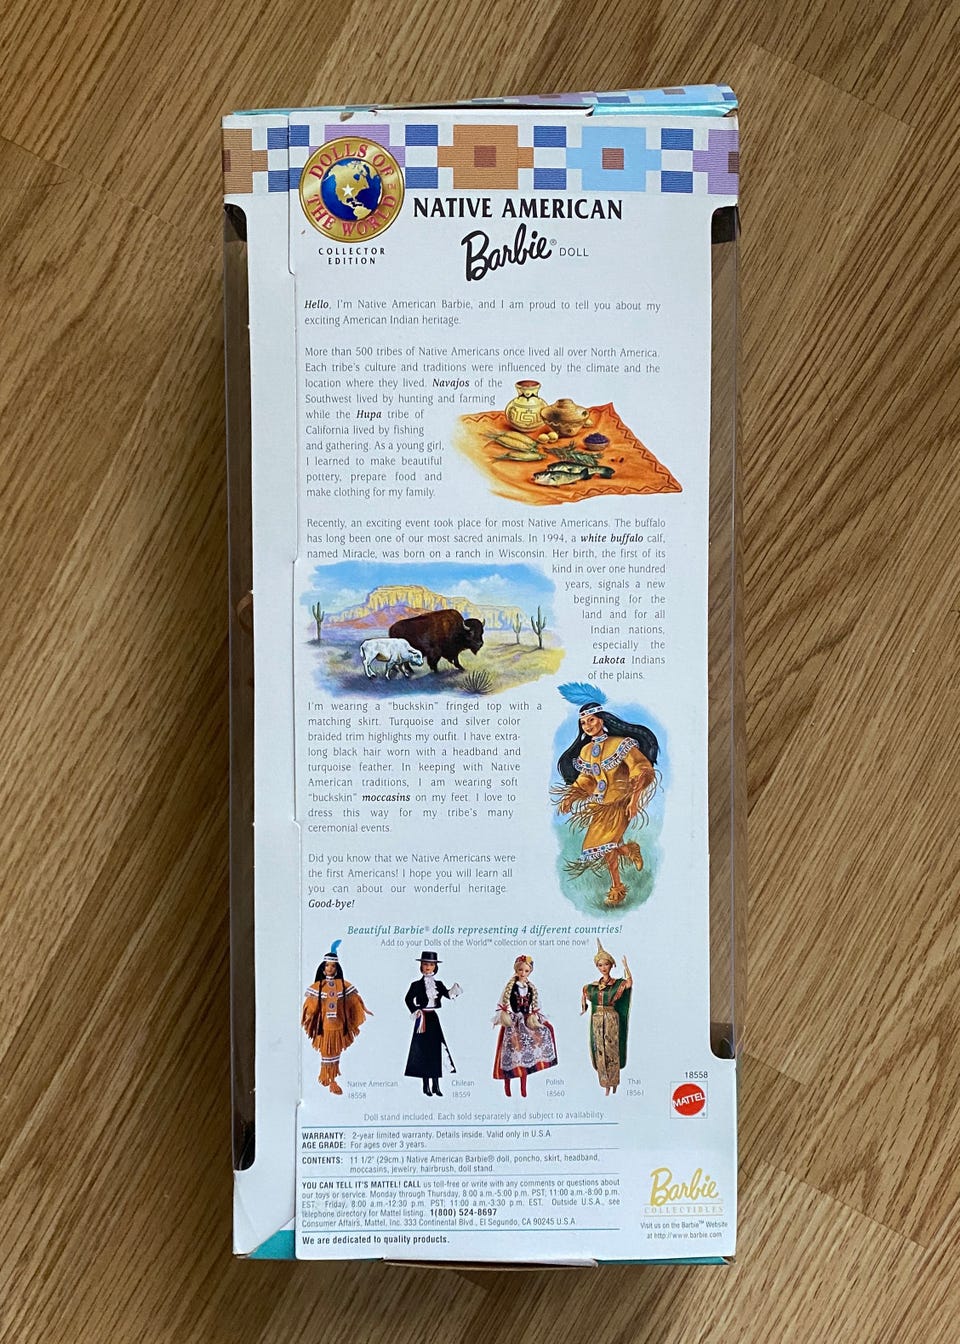 DOLLS OF THE WORLD
COLLECTOR
EDITION
NATIVE AMERICAN
Barbie® DOLL
Hello, I'm Native American Barbie, and I am proud to tell you about my
exciting American Indian heritage.
More than 500 tribes of Native Americans once lived all over North America.
Each tribe's culture and traditions were influenced by the climate and the
location where they lived. Navajos of the
Southwest lived by hunting and farming
while the Hupa tribe of
California lived by fishing
and gathering. As a young girl,
I learned to make beautiful
pottery, prepare food and
make clothing for my family.
Recently, an exciting event took place for most Native Americans. The buffalo
has long been one of our most sacred animals. In 1994, a white buffalo calf,
named Miracle, was born on a ranch in Wisconsin. Her birth, the first of its
kind in over one hundred
years, signals a new
beginning for the
land and for all
Indian nations,
especially the
Lakota Indians
of the plains.
I'm wearing a "buckskin" fringed top with a
matching skirt. Turquoise and silver color
braided trim highlights my outfit. I have extra-
long black hair worn with a headband and
turquoise feather. In keeping with Native
American traditions, I am wearing soft
"buckskin" moccasins on my feet. I love to
dress this way for my tribe's many
ceremonial events.
Did you know that we Native Americans were
the first Americans! I hope you will learn all
you can about our wonderful heritage.
Good-bye!
Beautiful Barbie® dolls representing 4 different countries!
Add to your Dolls of the World™ collection or start one now!
Native American
18558
Chilean
18559
Polish
18560
Thai
18561
18558
MATTEL
®
Doll stand included. Each sold separately and subject to availability.
WARRANTY: 2-year limited warranty. Details inside. Valid only in U.S.A.
AGE GRADE: For ages over 3 years.
CONTENTS: 11 1/2" (29cm.) Native American Barbie® doll, poncho, skirt, headband,
moccasins, jewelry, hairbrush, doll stand.
YOU CAN TELL IT'S MATTEL! CALL us toll-free or write with any comments or questions about
our toys or service. Monday through Thursday, 8:00 a.m.-5:00 p.m. PST; 11:00 a.m.-8:00 p.m.
EST, Friday, 8:00 a.m.-12:30 p.m. PST; 11:00 a.m.-3:30 p.m. EST. Outside U.S.A., see
telephone directory for Mattel listing. 1(800) 524-8697
Consumer Affairs, Mattel, Inc. 333 Continental Blvd., El Segundo, CA 90245 U.S.A.
We are dedicated to quality products.
Barbie
COLLECTIBLES
Visit us on the Barbie™ Website
at http://www.barbie.com